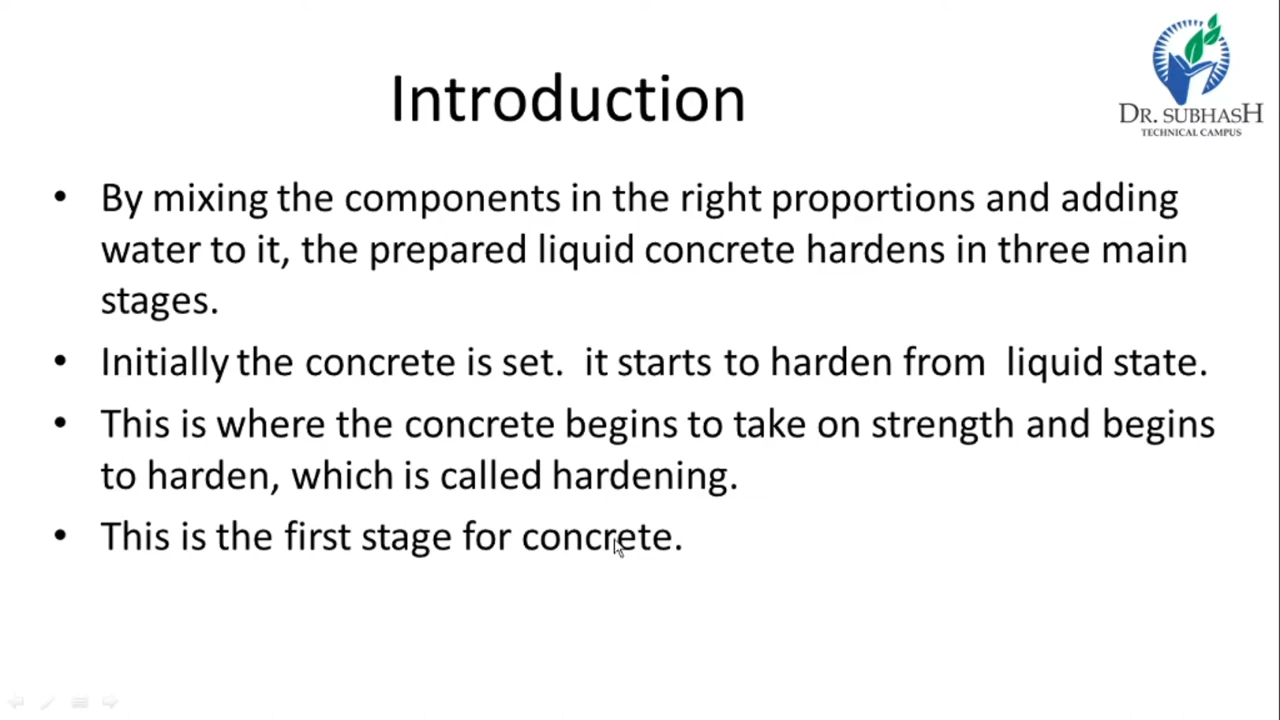 DR. SUBHASH
TECHNICAL CAMPUS
Introduction
• By mixing the components in the right proportions and adding
water to it, the prepared liquid concrete hardens in three main
stages.
• Initially the concrete is set. it starts to harden from liquid state.
• This is where the concrete begins to take on strength and begins
to harden, which is called hardening.
• This is the first stage for concrete.